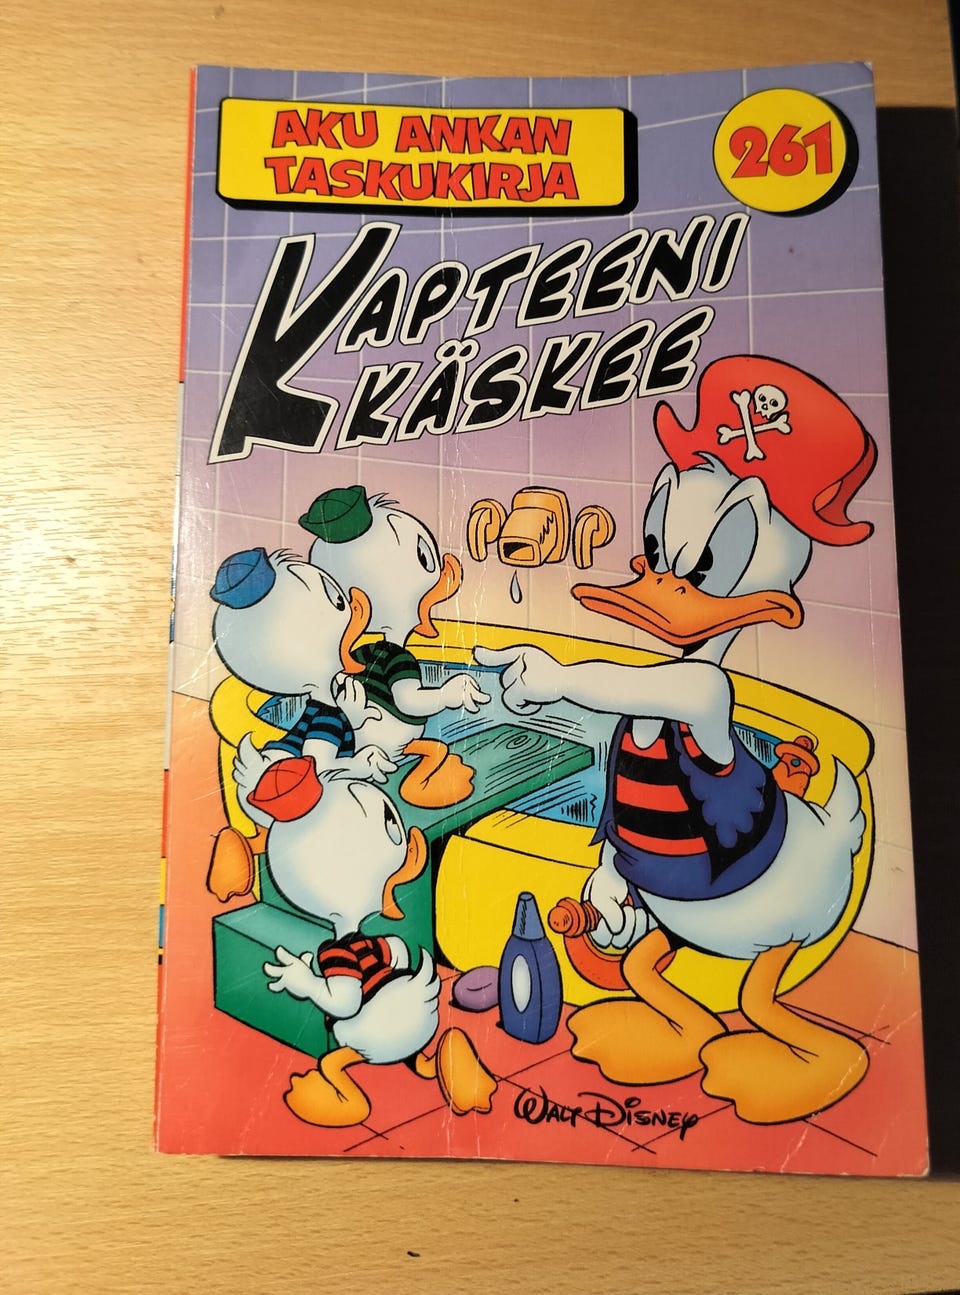 AKU ANKAN
TASKUKIRJA
261
KAPTEENI
KÄSKEE
WALT DISNEY